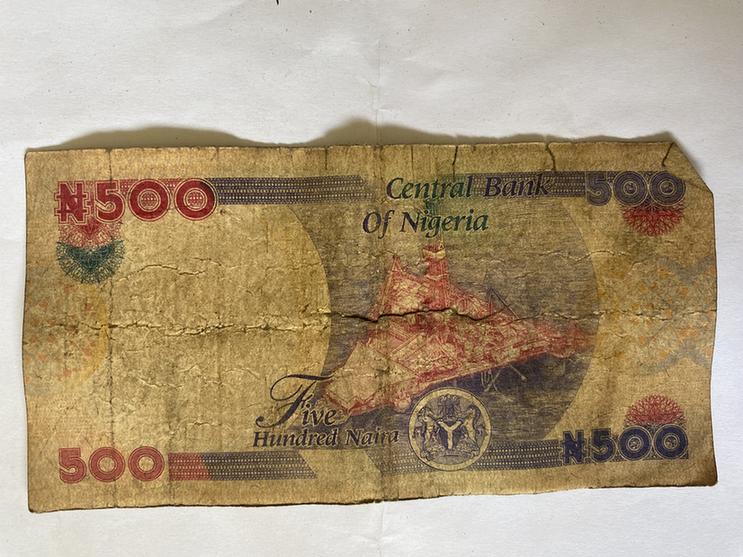 ₦500
Central Bank
Of Nigeria
500
Five
Hundred Naira
500
₦500